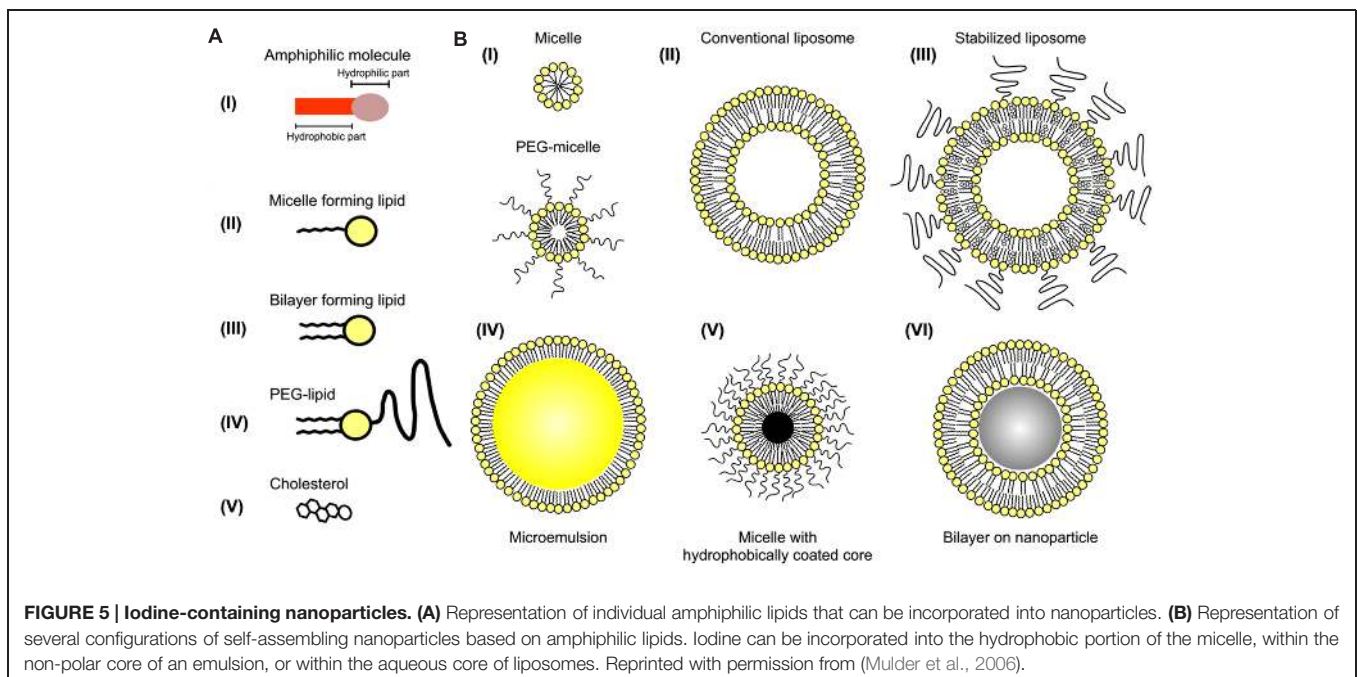 A
Amphiphilic molecule
Hydrophilic part
(I)
Hydrophobic part
Micelle forming lipid
(II)
Bilayer forming lipid
(III)
PEG-lipid
(IV)
Cholesterol
(V)
B
Micelle
(I)
PEG-micelle
Conventional liposome
(II)
Stabilized liposome
(III)
(IV)
Microemulsion
(V)
Micelle with
hydrophobically coated core
(VI)
Bilayer on nanoparticle
FIGURE 5 | Iodine-containing nanoparticles. (A) Representation of individual amphiphilic lipids that can be incorporated into nanoparticles. (B) Representation of
several configurations of self-assembling nanoparticles based on amphiphilic lipids. Iodine can be incorporated into the hydrophobic portion of the micelle, within the
non-polar core of an emulsion, or within the aqueous core of liposomes. Reprinted with permission from (Mulder et al., 2006).